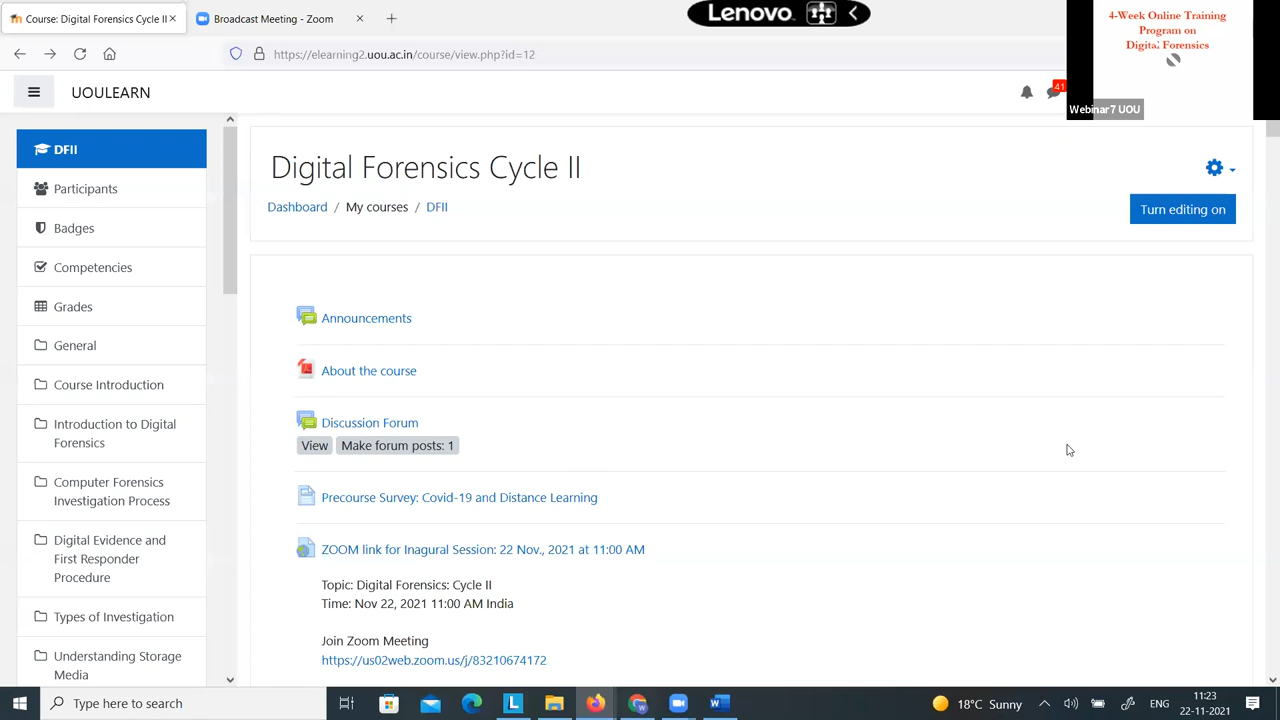 Course: Digital Forensics Cycle II
Broadcast Meeting - Zoom
Lenovo
4-Week Online Training
Program on
Digital Forensics
Webinar7 UOU
https://elearning2.uou.ac.in/course/view.php?id=12
UOULEARN
41
DFII
Participants
Badges
Competencies
Grades
General
Course Introduction
Introduction to Digital
Forensics
Computer Forensics
Investigation Process
Digital Evidence and
First Responder
Procedure
Types of Investigation
Understanding Storage
Media
Digital Forensics Cycle II
Dashboard / My courses / DFII
Turn editing on
Announcements
About the course
Discussion Forum
View Make forum posts: 1
Precourse Survey: Covid-19 and Distance Learning
ZOOM link for Inagural Session: 22 Nov., 2021 at 11:00 AM
Topic: Digital Forensics: Cycle II
Time: Nov 22, 2021 11:00 AM India
Join Zoom Meeting
https://us02web.zoom.us/j/83210674172
Type here to search
18°C Sunny
ENG
11:23
22-11-2021